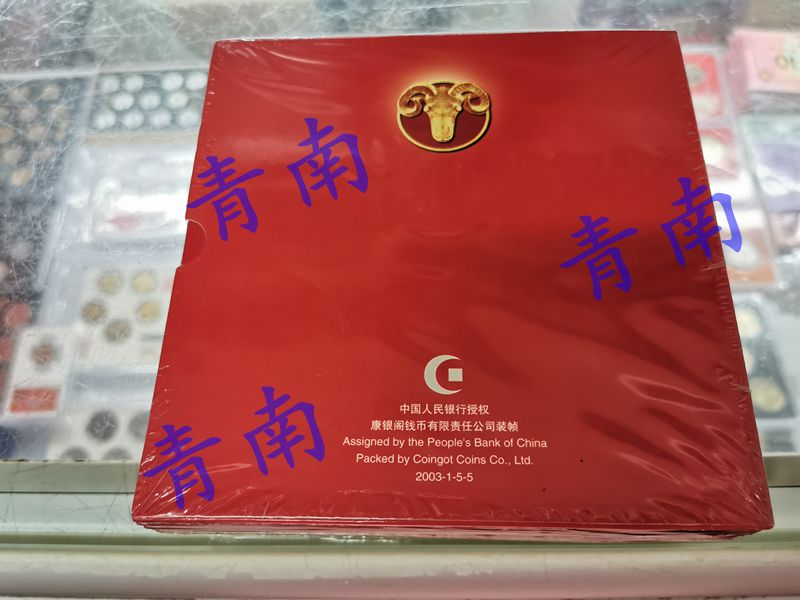 青南
青南
青南
中国人民银行授权
康银阁钱币有限责任公司装帧
Assigned by the People's Bank of China
Packed by Coingot Coins Co., Ltd.
2003-1-5-5